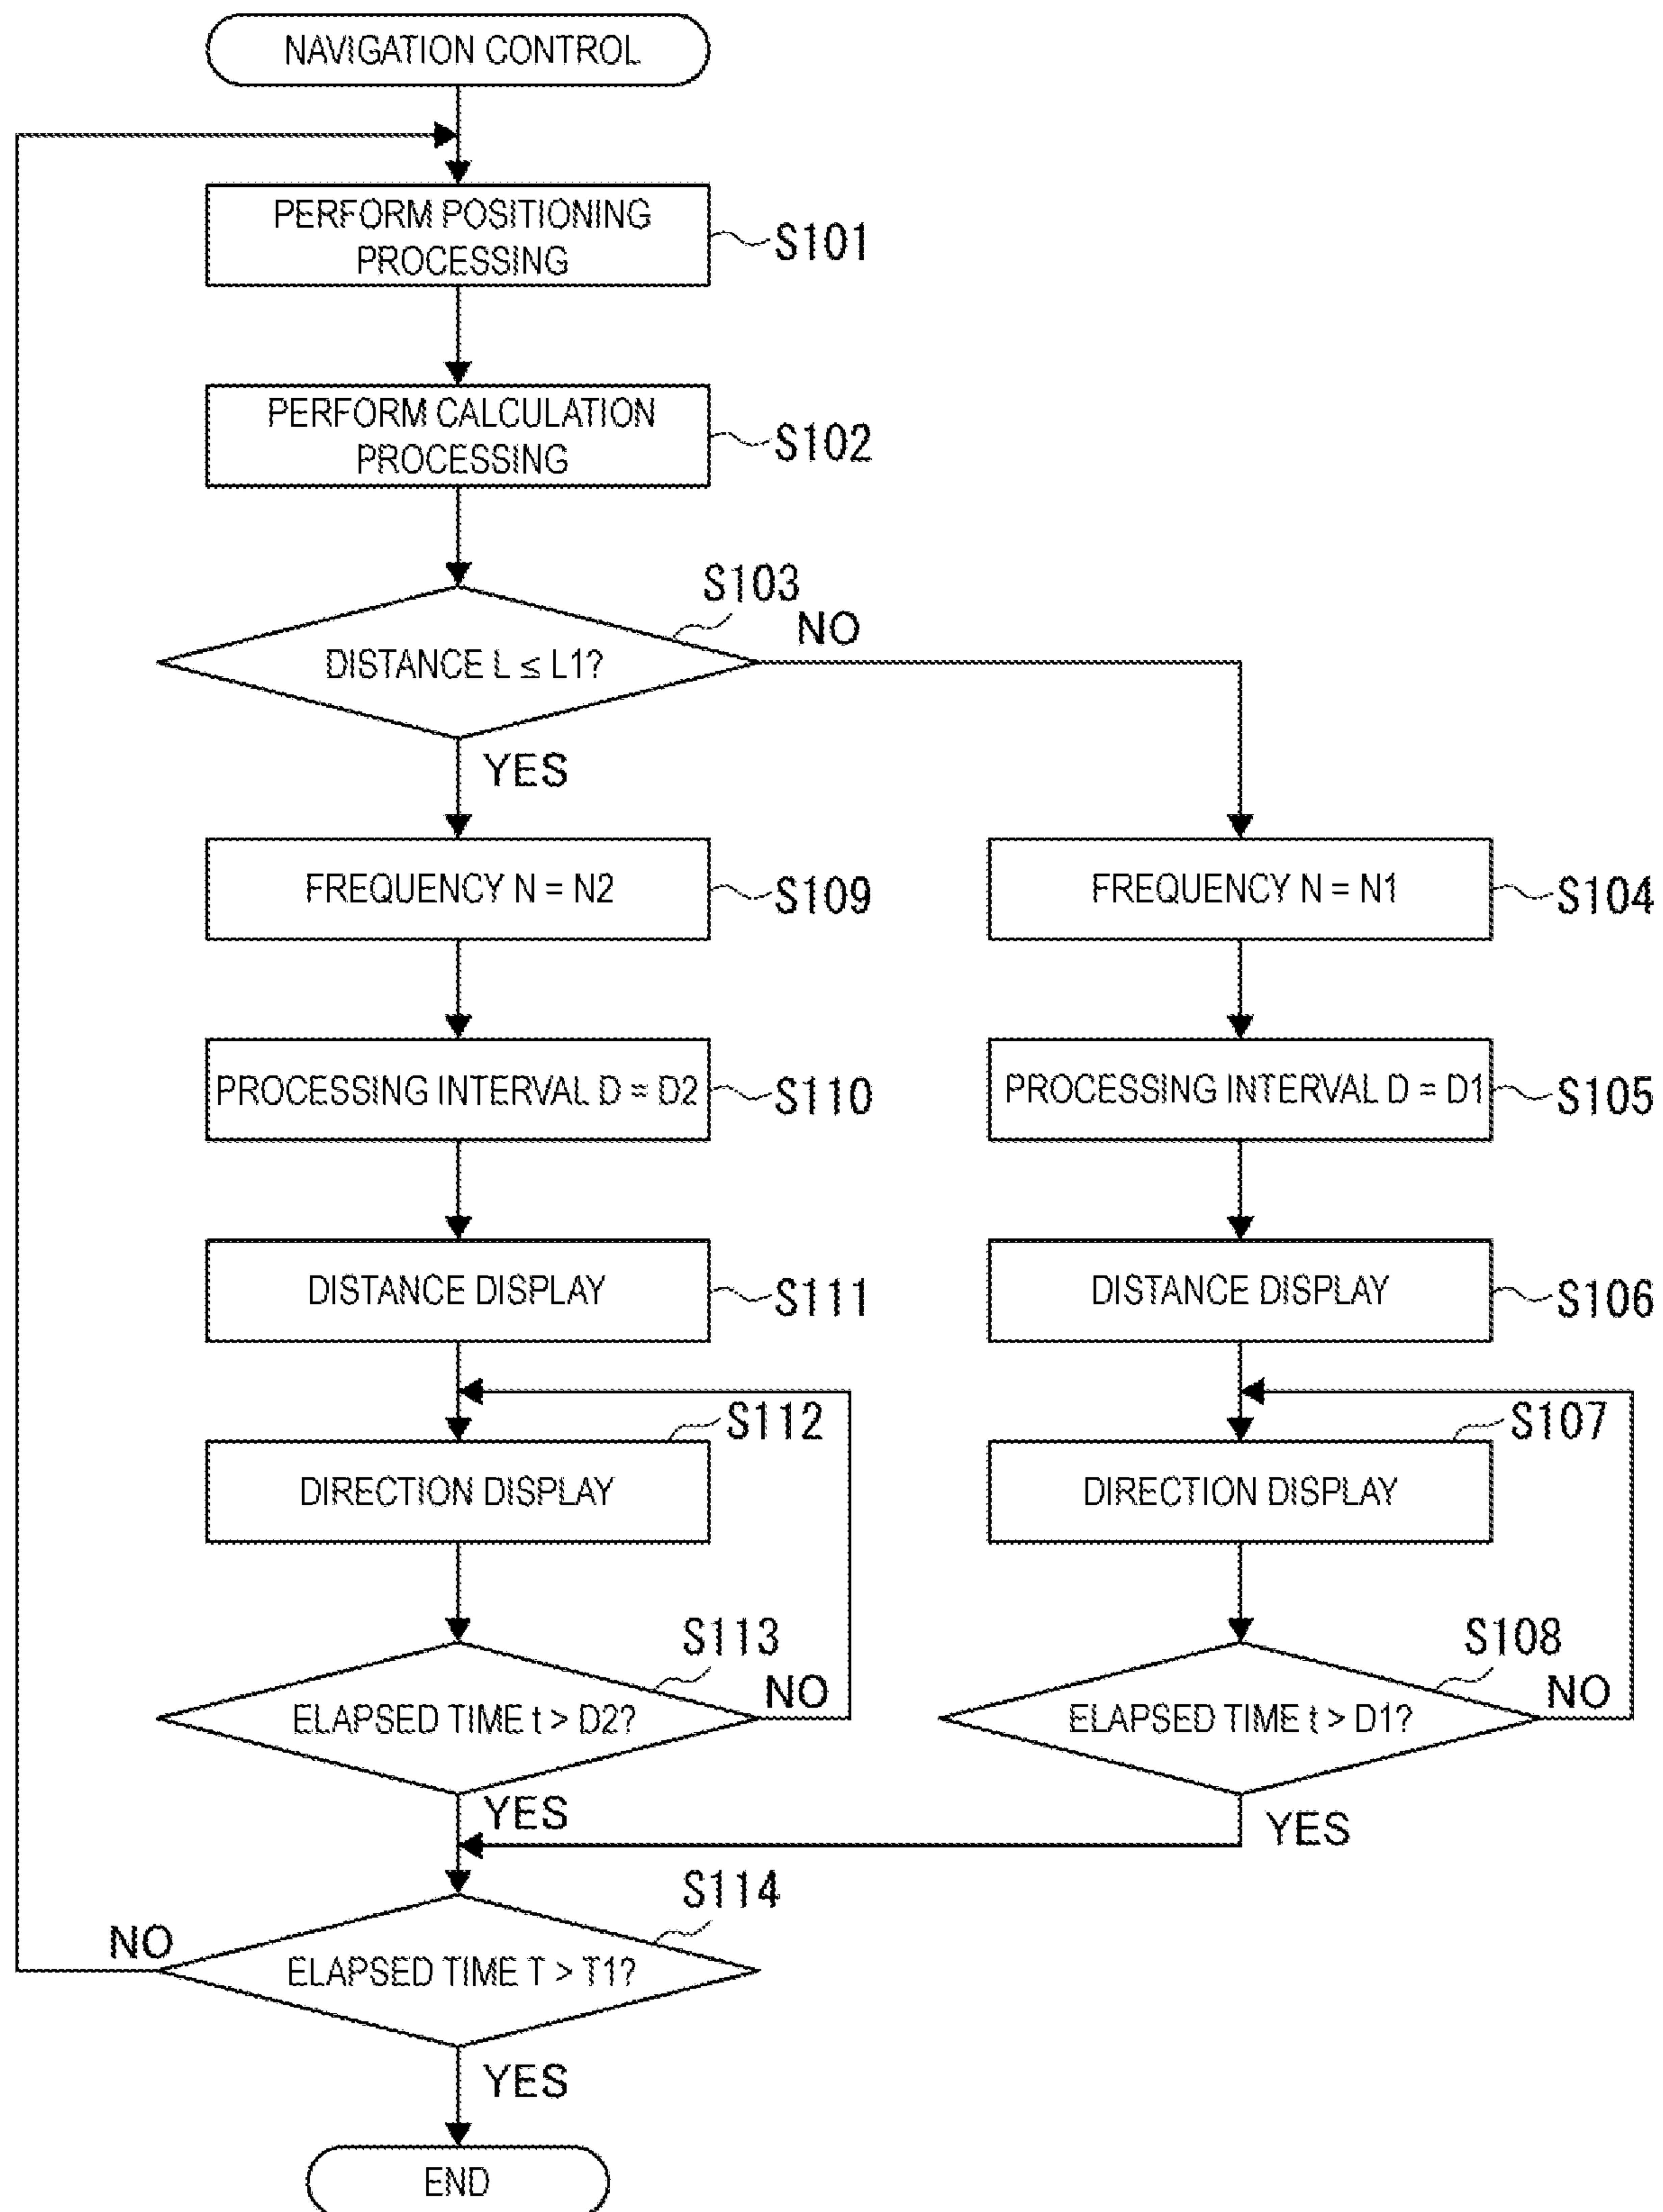 NAVIGATION CONTROL
PERFORM POSITIONING
PROCESSING
S101
PERFORM CALCULATION
PROCESSING
S102
S103
DISTANCE L ≤ L1?
NO
YES
FREQUENCY N = N2
S109
FREQUENCY N = N1
S104
PROCESSING INTERVAL D = D2
S110
PROCESSING INTERVAL D = D1
S105
DISTANCE DISPLAY
S111
DISTANCE DISPLAY
S106
S112
DIRECTION DISPLAY
S107
DIRECTION DISPLAY
S113
ELAPSED TIME t > D2?
NO
YES
S108
ELAPSED TIME t > D1?
NO
YES
S114
NO
ELAPSED TIME T > T1?
YES
END